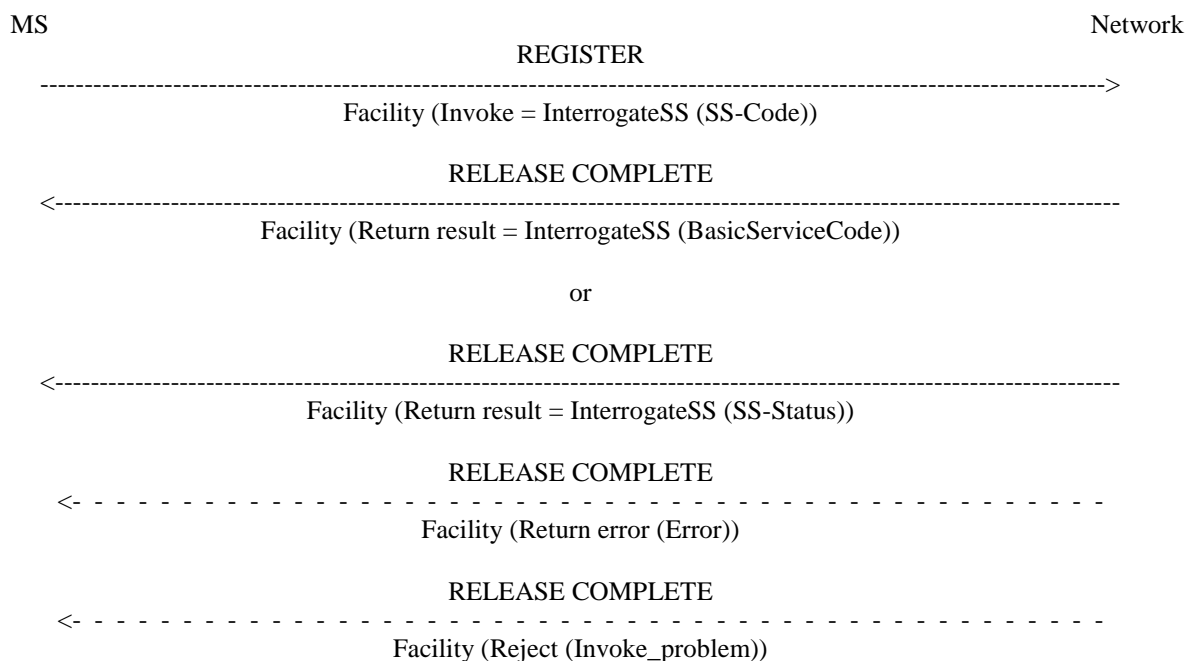 MS Network
REGISTER
Facility (Invoke = InterrogateSS (SS-Code))
RELEASE COMPLETE
Facility (Return result = InterrogateSS (BasicServiceCode))
or
RELEASE COMPLETE
Facility (Return result = InterrogateSS (SS-Status))
RELEASE COMPLETE
Facility (Return error (Error))
RELEASE COMPLETE
Facility (Reject (Invoke_problem))